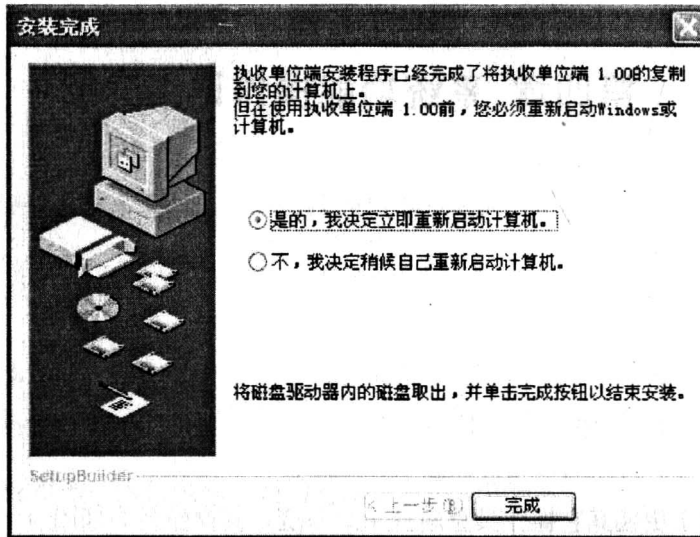 安装完成
执收单位端安装程序已经完成了将执收单位端 1.00的复制
到您的计算机上。
但在使用执收单位端 1.00前，您必须重新启动Windows或
计算机。
是的，我决定立即重新启动计算机。
不，我决定稍候自己重新启动计算机。
将磁盘驱动器内的磁盘取出，并单击完成按钮以结束安装。
SetupBuilder
< 上一步(B)
完成